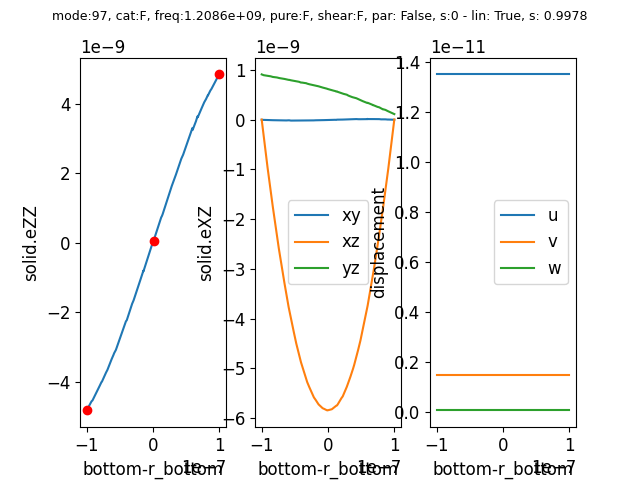 mode:97, cat:F, freq:1.2086e+09, pure:F, shear:F, par: False, s:0 - lin: True, s: 0.9978
1e−9
solid.eZZ
4
2
0
−2
−4
−1
0
1
bottom-r_bottom
1e−7
1e−9
solid.eXZ
1
0
−1
−2
−3
−4
−5
−6
xy
xz
yz
−1
0
1
bottom-r_bottom
1e−7
1e−11
displacement
1.4
1.2
1.0
0.8
0.6
0.4
0.2
0.0
u
v
w
−1
0
1
bottom-r_bottom
1e−7